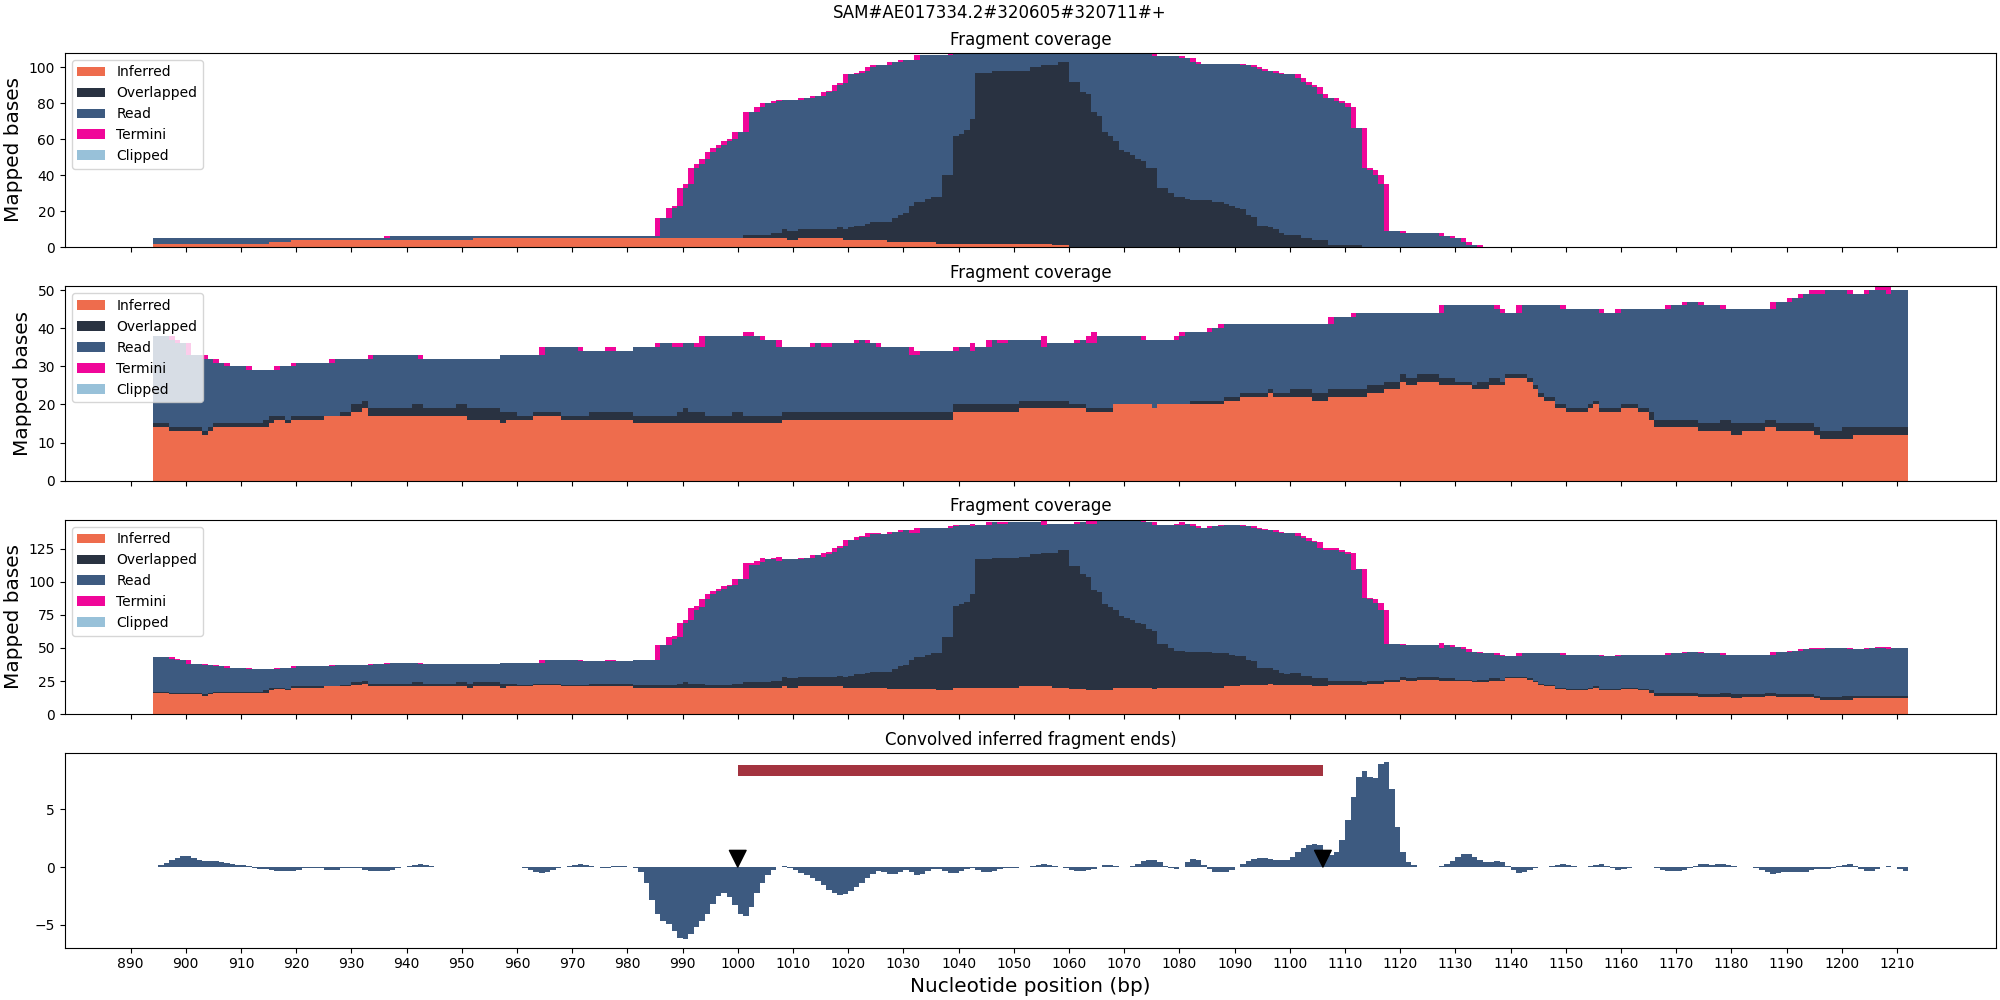 SAM#AE017334.2#320605#320711#+
Fragment coverage
Mapped bases
100
80
60
40
20
0
Inferred
Overlapped
Read
Termini
Clipped
Fragment coverage
Mapped bases
50
40
30
20
10
0
Inferred
Overlapped
Read
Termini
Clipped
Fragment coverage
Mapped bases
125
100
75
50
25
0
Inferred
Overlapped
Read
Termini
Clipped
Convolved inferred fragment ends)
5
0
−5
890 900 910 920 930 940 950 960 970 980 990 1000 1010 1020 1030 1040 1050 1060 1070 1080 1090 1100 1110 1120 1130 1140 1150 1160 1170 1180 1190 1200 1210
Nucleotide position (bp)